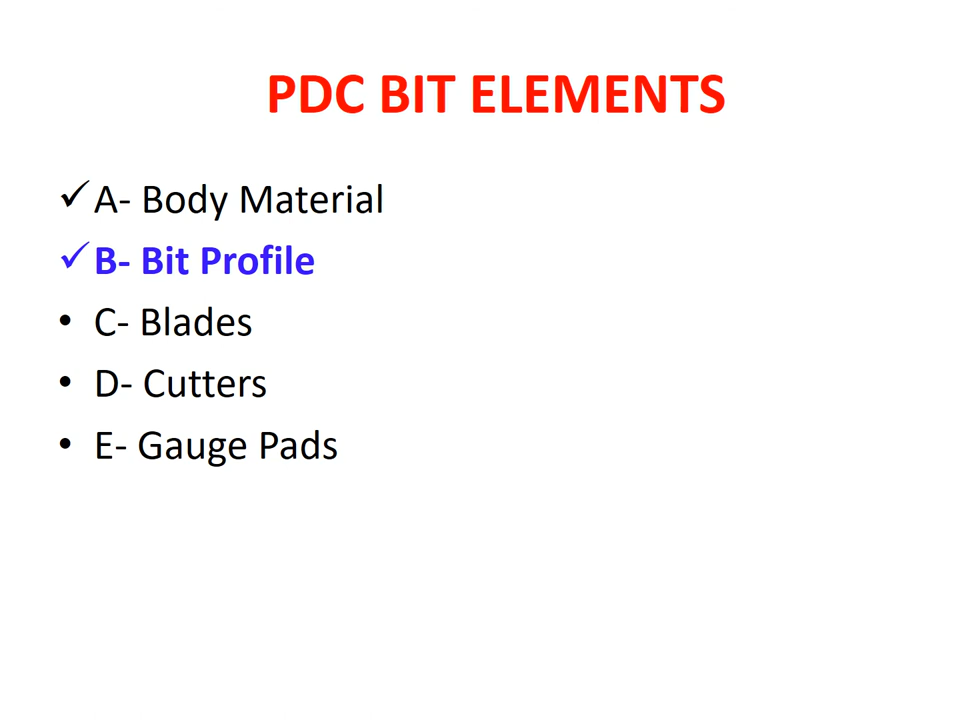 PDC BIT ELEMENTS
✓ A- Body Material
✓ B- Bit Profile
• C- Blades
• D- Cutters
• E- Gauge Pads